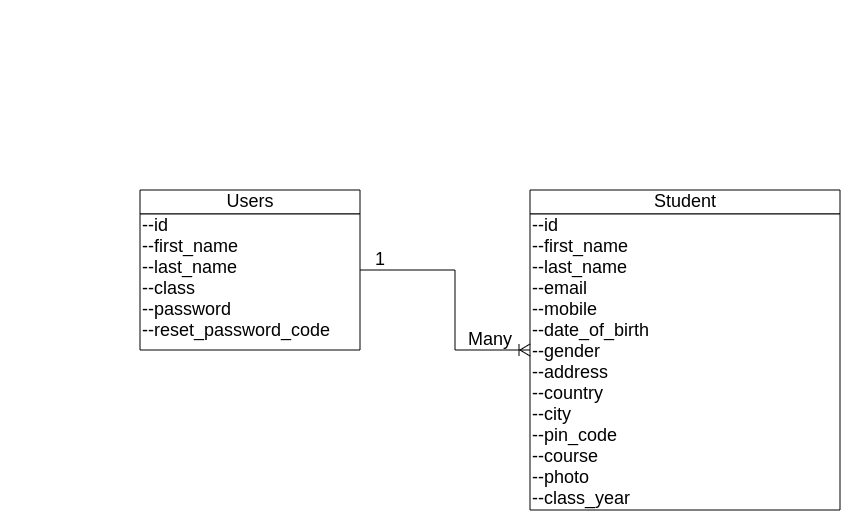 Users
--id
--first_name
--last_name
--class
--password
--reset_password_code
1
Many
Student
--id
--first_name
--last_name
--email
--mobile
--date_of_birth
--gender
--address
--country
--city
--pin_code
--course
--photo
--class_year